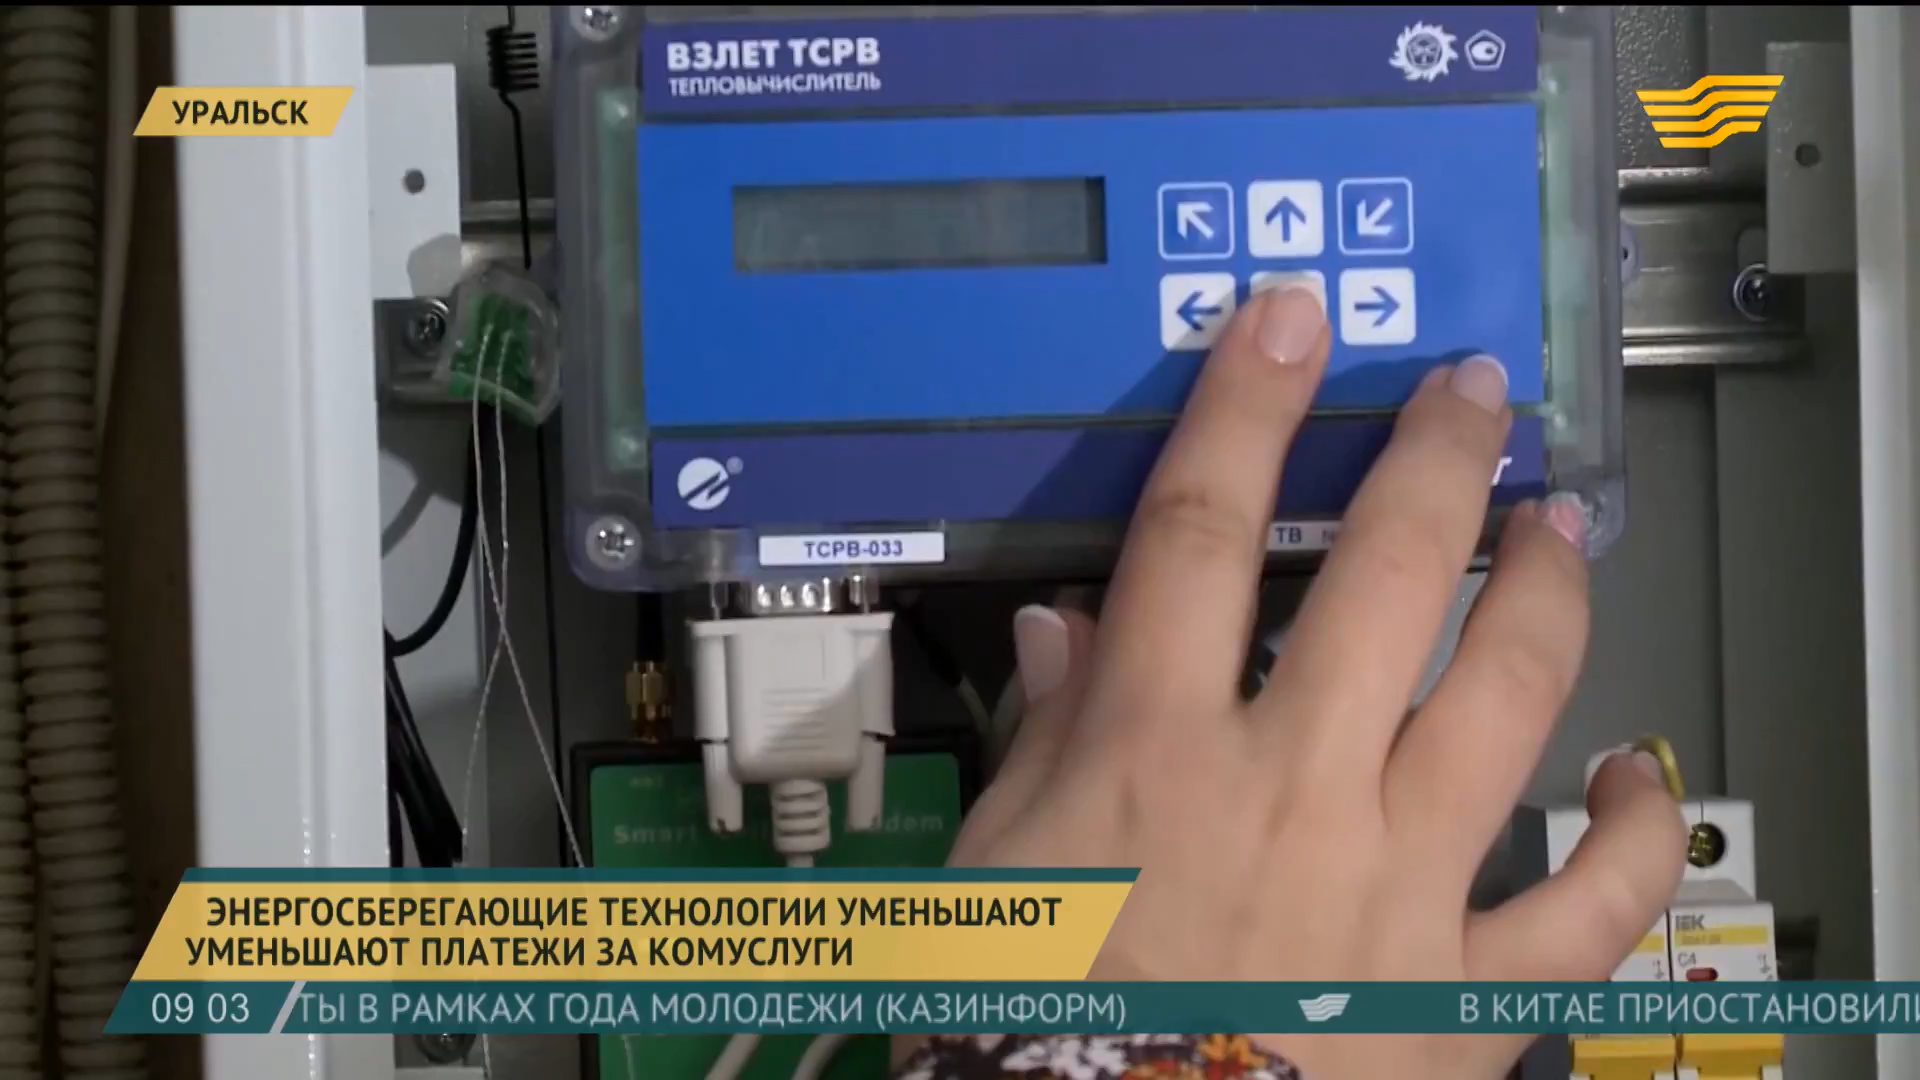 ВЗЛЕТ ТСРВ
ТЕПЛОВЫЧИСЛИТЕЛЬ
УРАЛЬСК
ТСРВ-033
ТВ
Smart
IEK
C4
ЭНЕРГОСБЕРЕГАЮЩИЕ ТЕХНОЛОГИИ УМЕНЬШАЮТ
УМЕНЬШАЮТ ПЛАТЕЖИ ЗА КОМУСЛУГИ
09 03 ТЫ В РАМКАХ ГОДА МОЛОДЕЖИ (КАЗИНФОРМ) В КИТАЕ ПРИОСТАНОВИЛИ